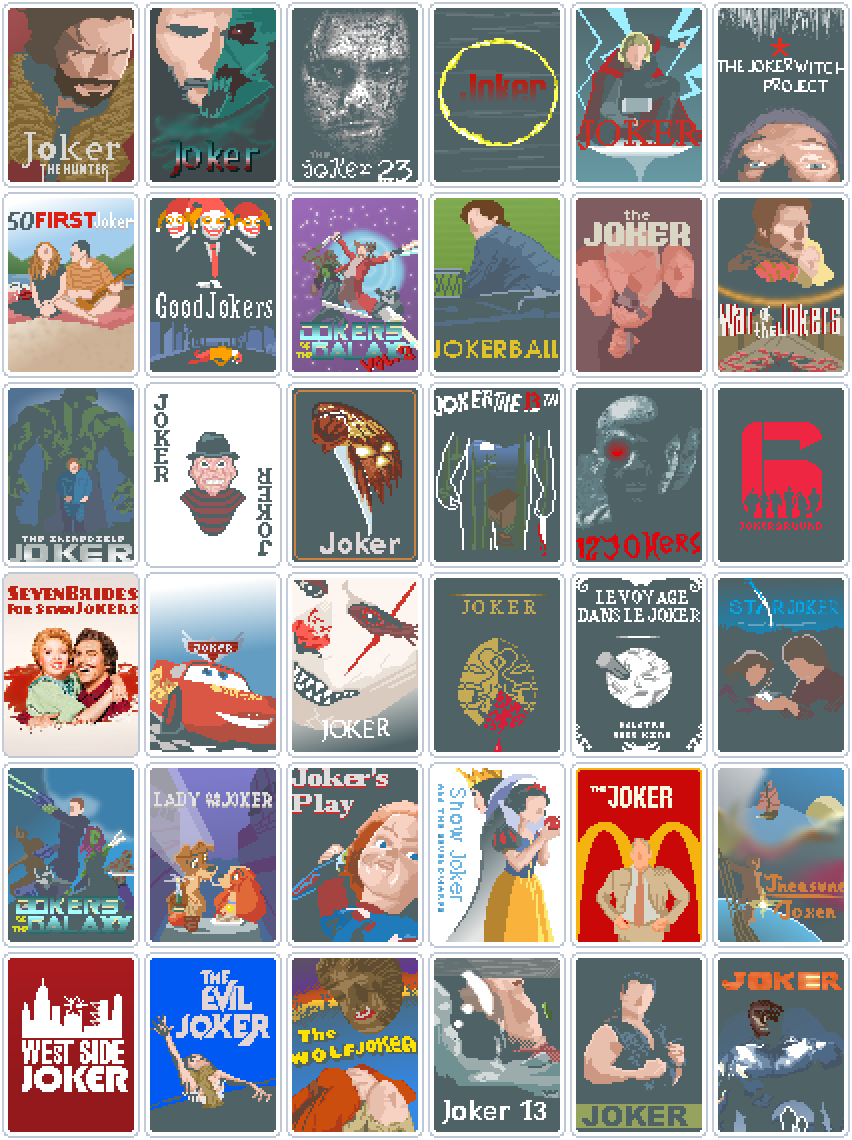 Joker
THE HUNTER
Joker
THE
Joker 23
Joker
JOKER
THE JOKERWITCH
PROJECT
50 FIRST Joker
Good Jokers
JOKERS
OF THE
GALAXY
VOL.2
JOKERBALL
the
JOKER
War of the Jokers
THE INCREDIBLE
JOKER
JOKER
JOKER
Joker
JOKER THE 13TH
12 JOKERS
6
JOKERGROUND
SEVEN BRIDES
FOR SEVEN JOKERS
JOKER
JOKER
JOKER
LE VOYAGE
DANS LE JOKER
STAR JOKER
JOKERS
OF THE
GALAXY
LADY AND THE JOKER
Joker's
Play
Snow Joker
AND THE SEVEN DWARFS
THE JOKER
Treasure
Joker
WEST SIDE
JOKER
THE
EVIL
JOKER
The
WOLFJOKER
Joker 13
JOKER
JOKER